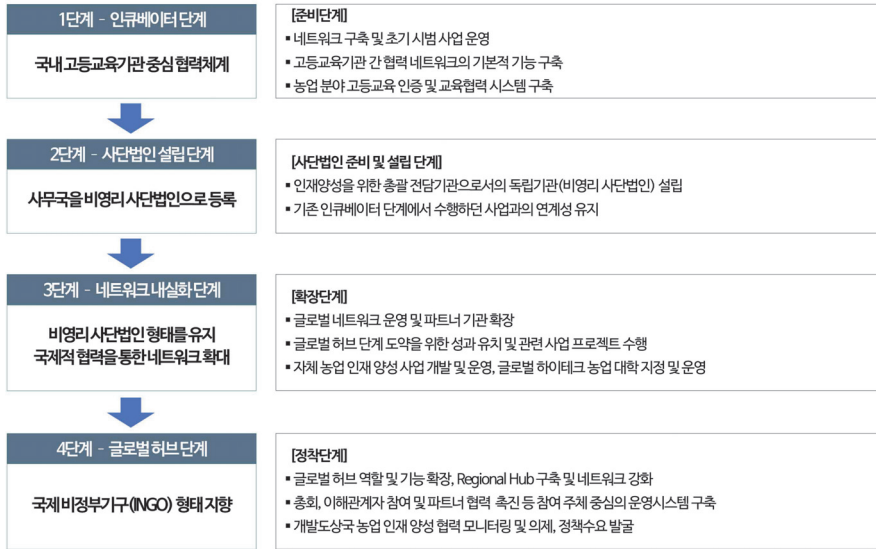 1단계 - 인큐베이터 단계
국내 고등교육기관 중심 협력체계
[준비단계]
▪ 네트워크 구축 및 초기 시범 사업 운영
▪ 고등교육기관 간 협력 네트워크의 기본적 기능 구축
▪ 농업 분야 고등교육 인증 및 교육협력 시스템 구축
2단계 - 사단법인 설립 단계
사무국을 비영리 사단법인으로 등록
[사단법인 준비 및 설립 단계]
▪ 인재양성을 위한 총괄 전담기관으로서의 독립기관(비영리 사단법인) 설립
▪ 기존 인큐베이터 단계에서 수행하던 사업과의 연계성 유지
3단계 - 네트워크 내실화 단계
비영리 사단법인 형태를 유지
국제적 협력을 통한 네트워크 확대
[확장단계]
▪ 글로벌 네트워크 운영 및 파트너 기관 확장
▪ 글로벌 허브 단계 도약을 위한 성과 유치 및 관련 사업 프로젝트 수행
▪ 자체 농업 인재 양성 사업 개발 및 운영, 글로벌 하이테크 농업 대학 지정 및 운영
4단계 - 글로벌 허브 단계
국제 비정부기구(INGO) 형태 지향
[정착단계]
▪ 글로벌 허브 역할 및 기능 확장, Regional Hub 구축 및 네트워크 강화
▪ 총회, 이해관계자 참여 및 파트너 협력 촉진 등 참여 주체 중심의 운영시스템 구축
▪ 개발도상국 농업 인재 양성 협력 모니터링 및 의제, 정책수요 발굴